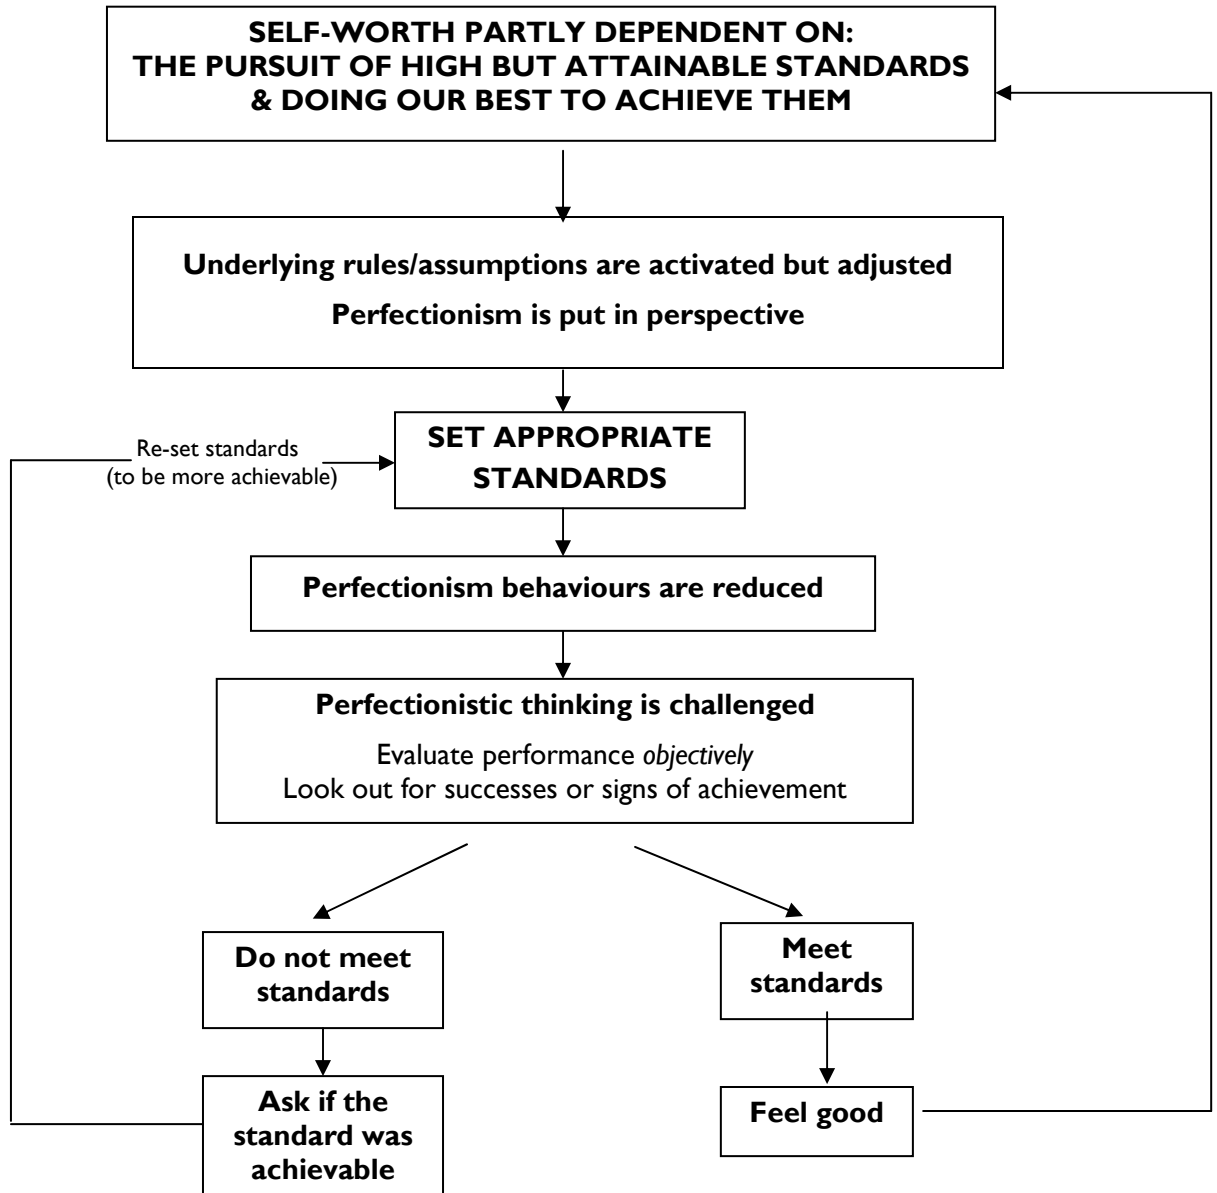 SELF-WORTH PARTLY DEPENDENT ON:
THE PURSUIT OF HIGH BUT ATTAINABLE STANDARDS
& DOING OUR BEST TO ACHIEVE THEM
Underlying rules/assumptions are activated but adjusted
Perfectionism is put in perspective
Re-set standards
(to be more achievable)
SET APPROPRIATE
STANDARDS
Perfectionism behaviours are reduced
Perfectionistic thinking is challenged
Evaluate performance objectively
Look out for successes or signs of achievement
Do not meet
standards
Meet
standards
Ask if the
standard was
achievable
Feel good